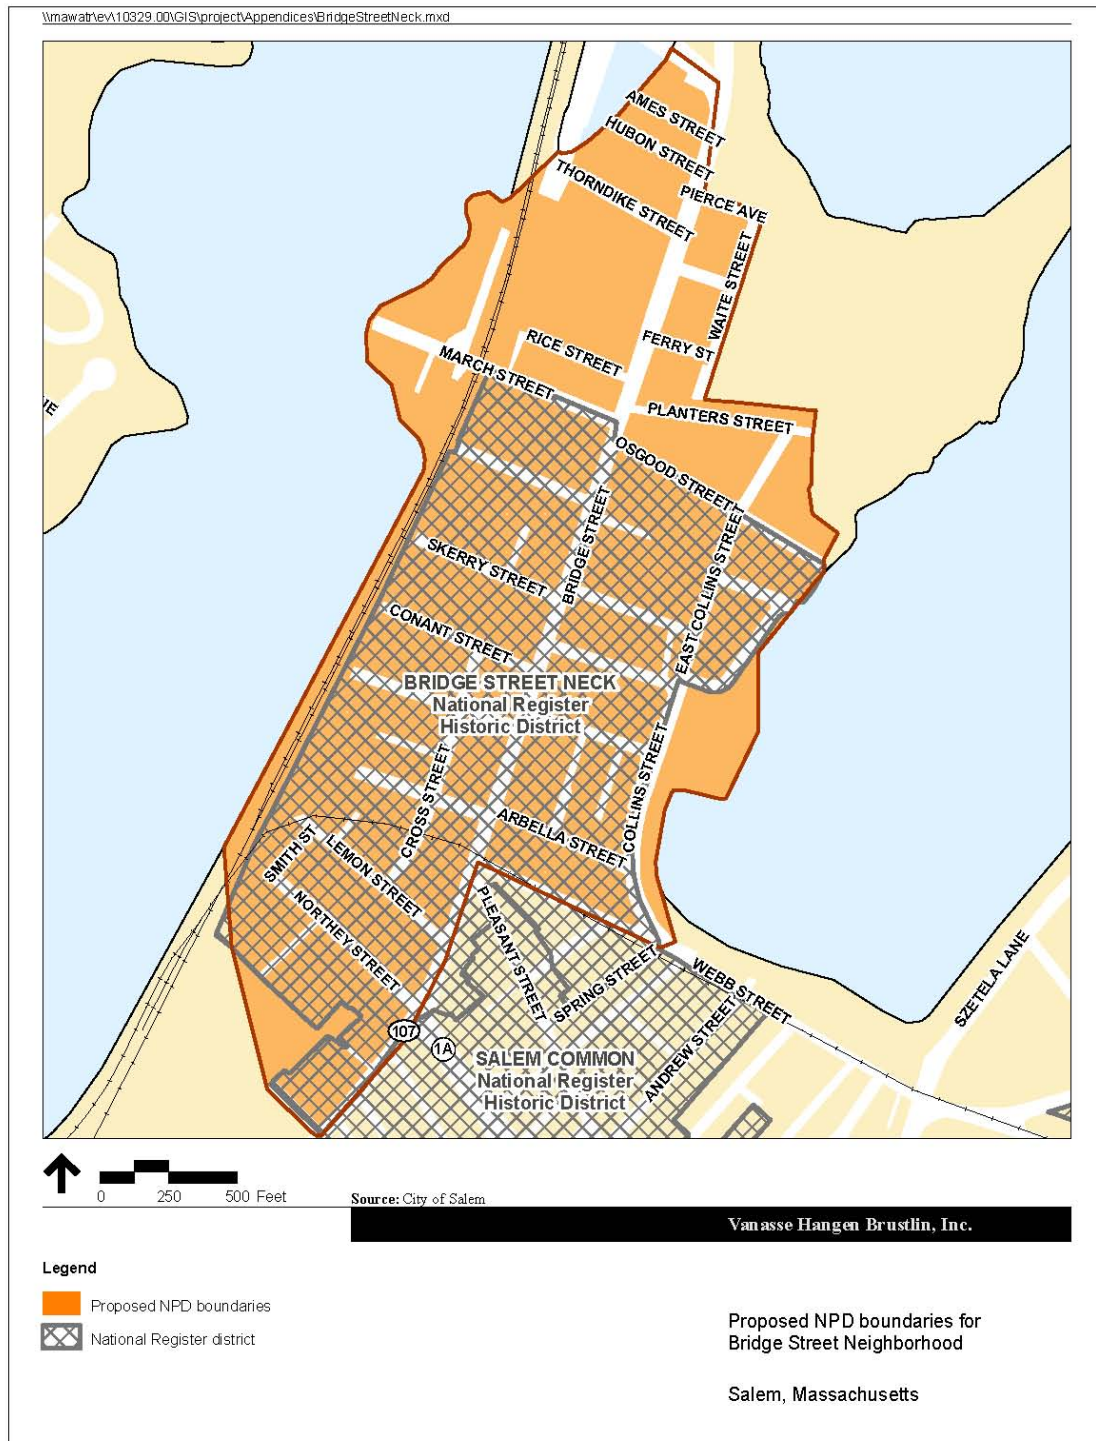 \\mawatr\ev\10329.00\GIS\project\Appendices\BridgeStreetNeck.mxd
AMES STREET
HUBON STREET
THORNDIKE STREET
PIERCE AVE
WAITE STREET
FERRY ST
RICE STREET
MARCH STREET
PLANTERS STREET
OSGOOD STREET
BRIDGE STREET
SKERRY STREET
EAST COLLINS STREET
CONANT STREET
BRIDGE STREET NECK
National Register
Historic District
COLLINS STREET
CROSS STREET
ARBELLA STREET
SMITH ST
LEMON STREET
NORTHEY STREET
PLEASANT STREET
SPRING STREET
WEBB STREET
SZETELA LANE
ANDREW STREET
107
1A
SALEM COMMON
National Register
Historic District
0 250 500 Feet
Source: City of Salem
Vanasse Hangen Brustlin, Inc.
Legend
Proposed NPD boundaries
National Register district
Proposed NPD boundaries for
Bridge Street Neighborhood
Salem, Massachusetts